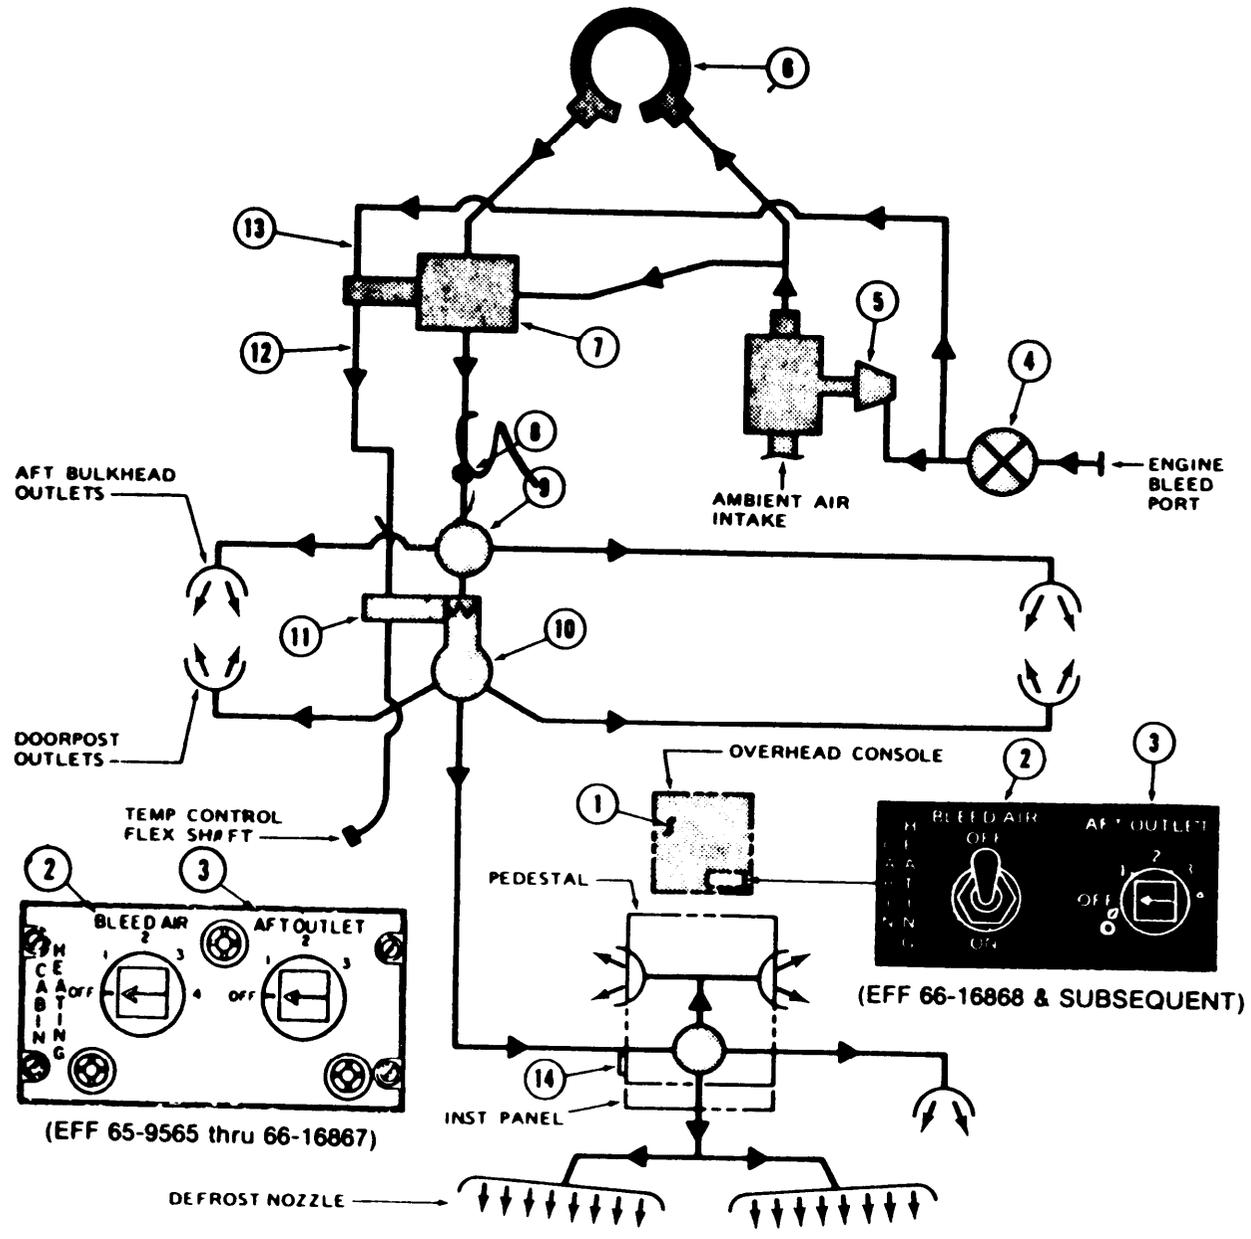 6
13
5
7
12
4
8
9
AFT BULKHEAD
OUTLETS
AMBIENT AIR
INTAKE
ENGINE
BLEED
PORT
11
10
DOORPOST
OUTLETS
OVERHEAD CONSOLE
2
3
1
TEMP CONTROL
FLEX SHAFT
PEDESTAL
BLEED AIR
OFF
ON
CABIN
HEATING
AFT OUTLET
OFF
1
2
3
2
3
BLEED AIR
OFF
1
2
3
4
AFT OUTLET
OFF
1
2
3
CABIN
HEATING
(EFF 66-16868 & SUBSEQUENT)
14
INST PANEL
(EFF 65-9565 thru 66-16867)
DEFROST NOZZLE